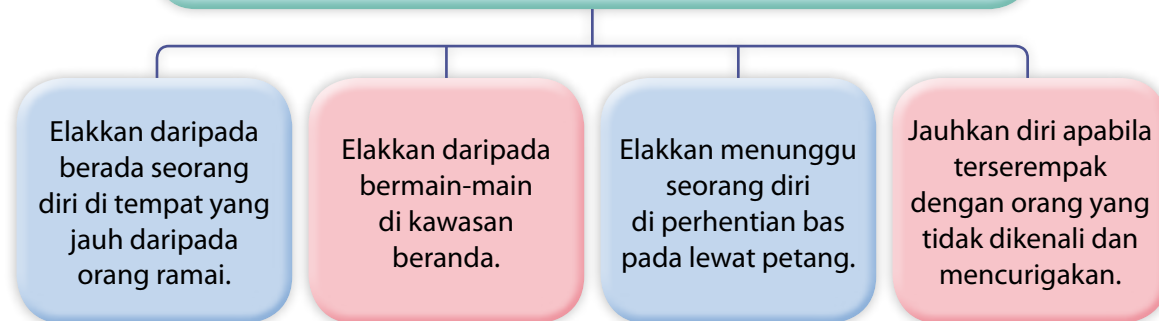 Elakkan daripada
berada seorang
diri di tempat yang
jauh daripada
orang ramai.
Elakkan daripada
bermain-main
di kawasan
beranda.
Elakkan menunggu
seorang diri
di perhentian bas
pada lewat petang.
Jauhkan diri apabila
terserempak
dengan orang yang
tidak dikenali dan
mencurigakan.